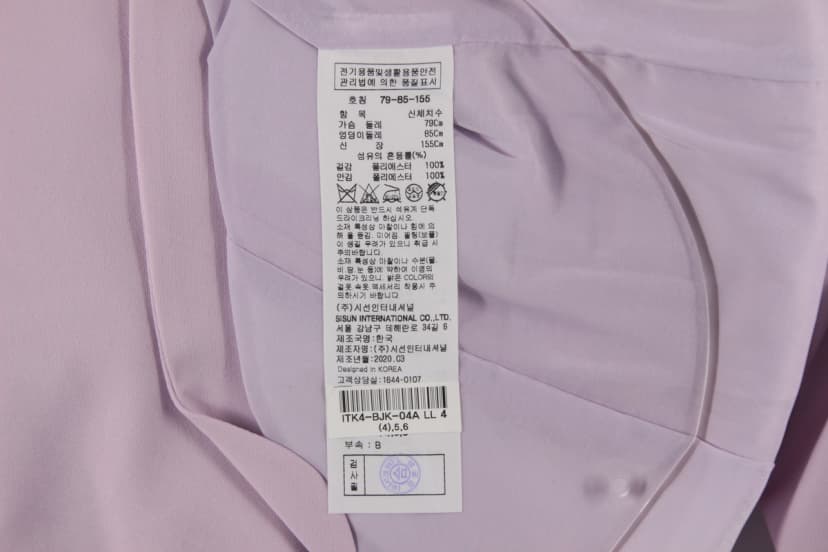 전기용품및생활용품안전
관리법에 의한 품질표시
호칭 79-85-155
항 목 신체치수
가슴 둘레 79Cm
엉덩이둘레 85Cm
신 장 155Cm
섬유의 혼용률(%)
겉감 폴리에스터 100%
안감 폴리에스터 100%
이 상품은 반드시 석유계 단독
드라이크리닝 하십시오.
소재 특성상 마찰이나 힘에 의
해 올 뜯김, 미어짐, 필링(보풀)
이 생길 우려가 있으니 취급 시
주의바랍니다.
소재 특성상 마찰이나 수분(물,
비,땀,눈 등)에 약하여 이염의
우려가 있으니, 밝은 COLOR의
겉옷 속옷 액세서리 착용시 주
의하시기 바랍니다.
(주)시선인터내셔널
SISUN INTERNATIONAL CO.,LTD.
서울 강남구 테헤란로 34길 6
제조국명:한국
제조자명:(주)시선인터내셔널
제조년월:2020.03
Designed in KOREA
고객상담실:1644-0107
ITK4-BJK-04A LL 4
(4),5,6
부속 : B
검
사
필